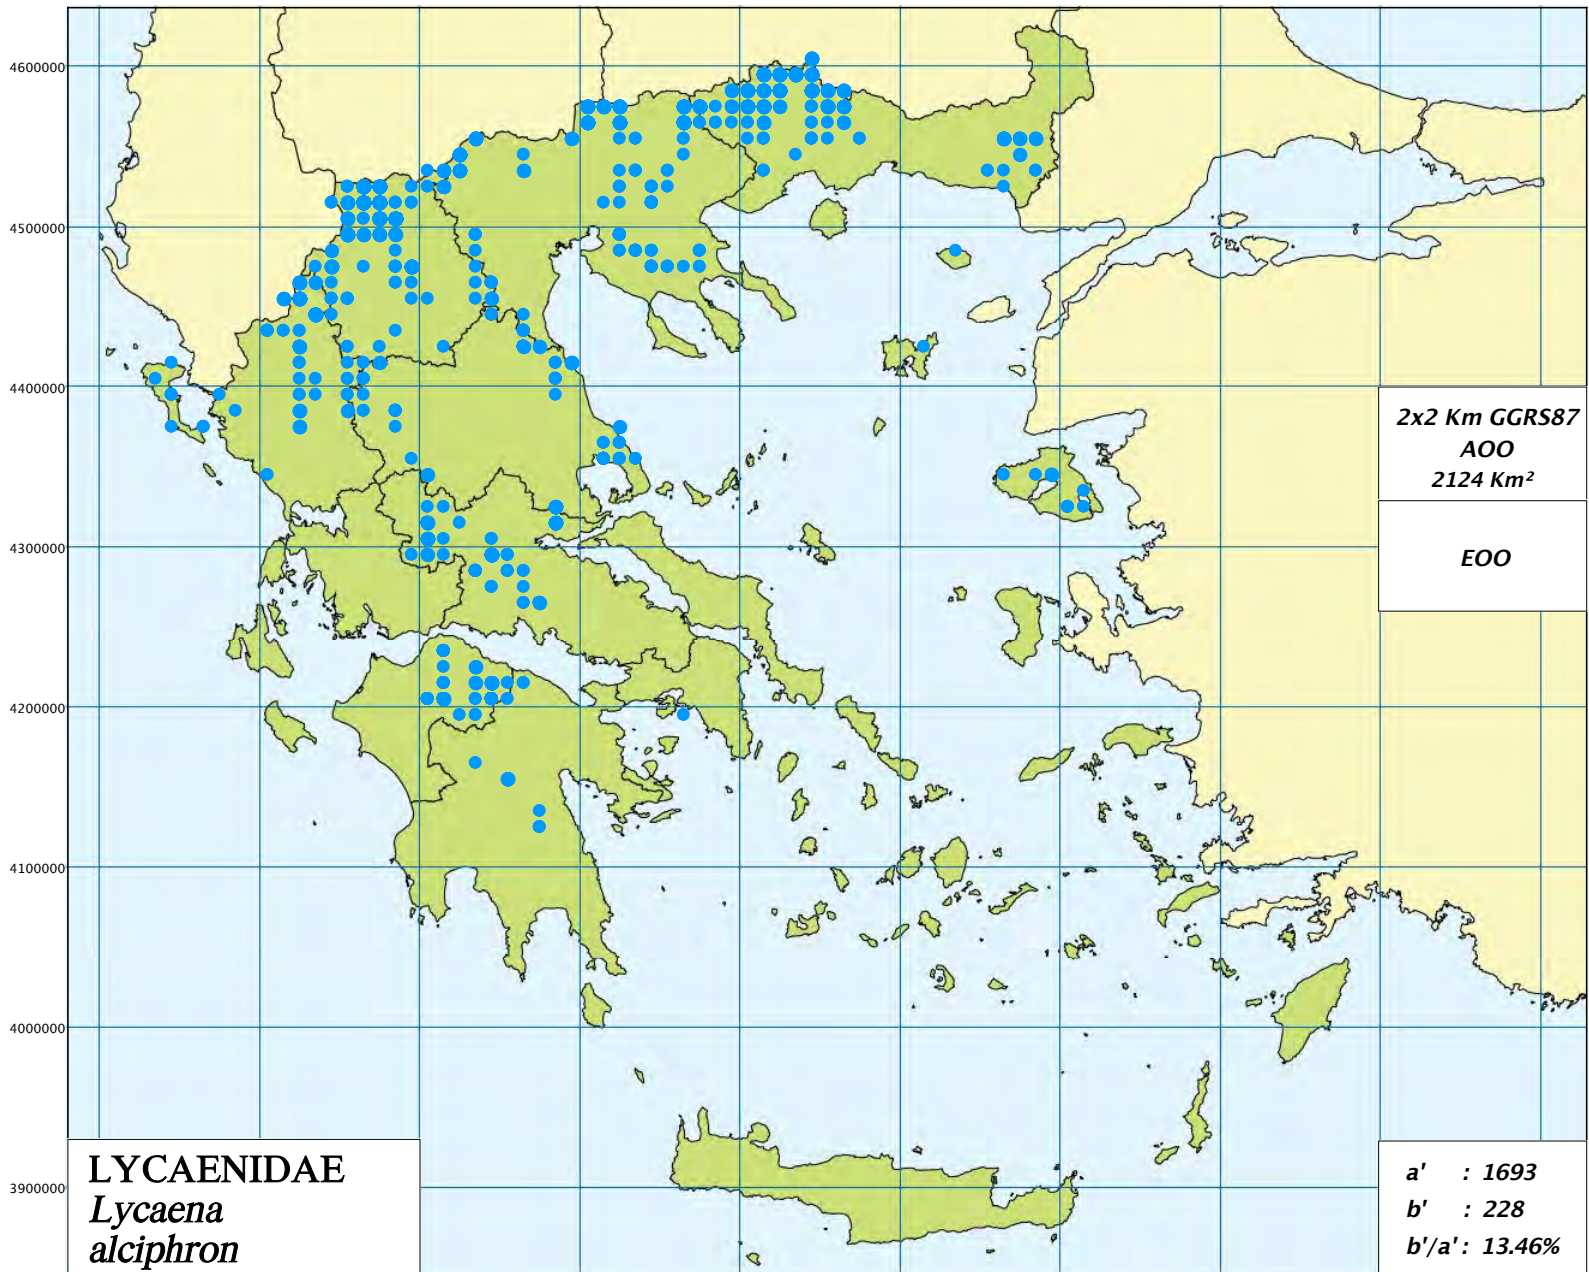 4600000
4500000
4400000
4300000
4200000
4100000
4000000
3900000
2x2 Km GGRS87
AOO
2124 Km²
EOO
LYCAENIDAE
Lycaena
alciphron
a' : 1693
b' : 228
b'/a' : 13.46%